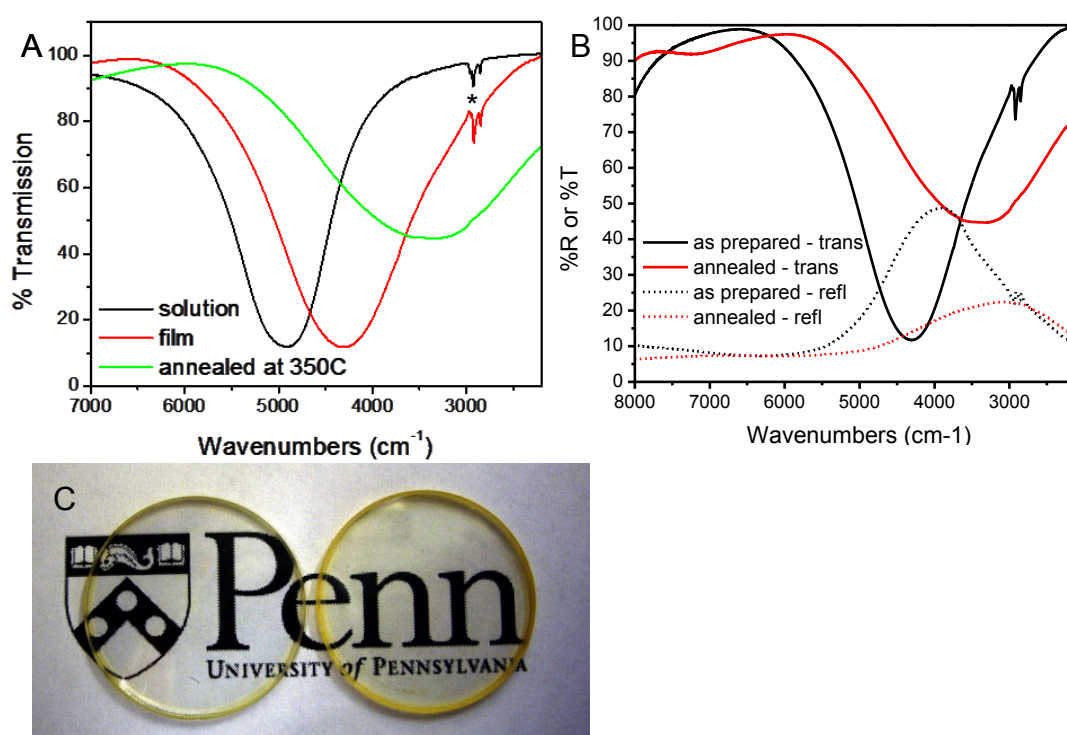 A
% Transmission
100
80
60
40
20
0
*
solution
film
annealed at 350C
7000 6000 5000 4000 3000
Wavenumbers (cm-1)
B
%R or %T
100
90
80
70
60
50
40
30
20
10
0
as prepared - trans
annealed - trans
as prepared - refl
annealed - refl
8000 7000 6000 5000 4000 3000
Wavenumbers (cm-1)
C
Penn
UNIVERSITY of PENNSYLVANIA